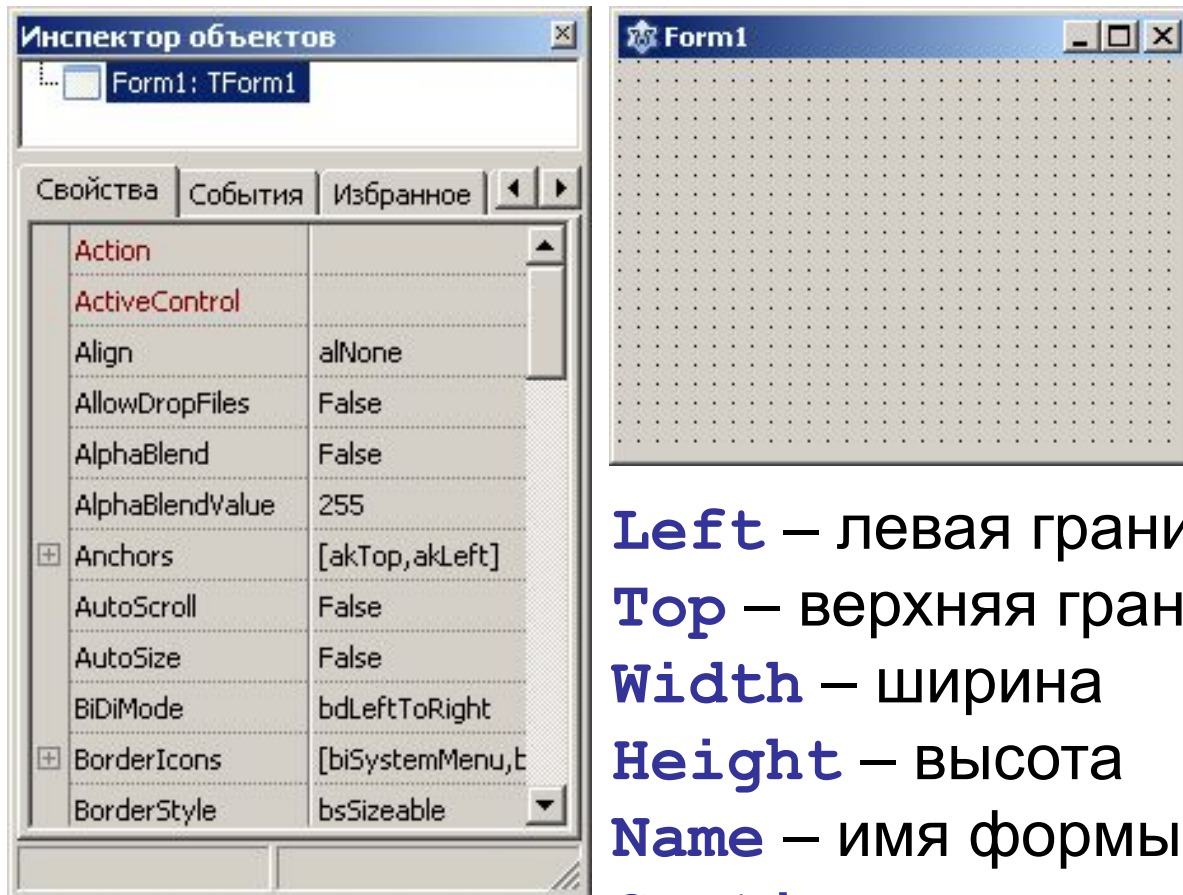 Инспектор объектов
Form1: TForm1
Свойства События Избранное
Action
ActiveControl
Align alNone
AllowDropFiles False
AlphaBlend False
AlphaBlendValue 255
Anchors [akTop,akLeft]
AutoScroll False
AutoSize False
BiDiMode bdLeftToRight
BorderIcons [biSystemMenu,b
BorderStyle bsSizeable
Form1
Left – левая грани
Top – верхняя гран
Width – ширина
Height – высота
Name – имя формы